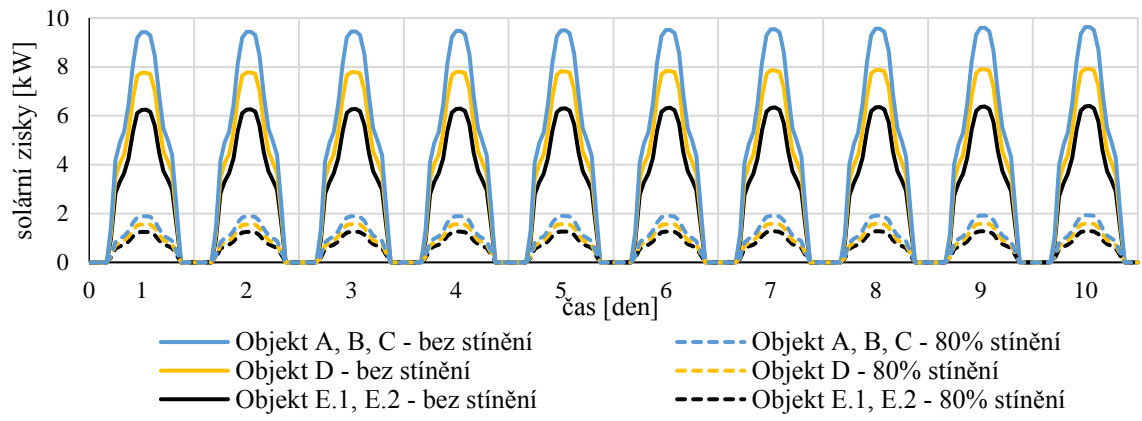 solární zisky [kW]
10
8
6
4
2
0
0 1 2 3 4 5 6 7 8 9 10
čas [den]
Objekt A, B, C - bez stínění Objekt A, B, C - 80% stínění
Objekt D - bez stínění Objekt D - 80% stínění
Objekt E.1, E.2 - bez stínění Objekt E.1, E.2 - 80% stínění